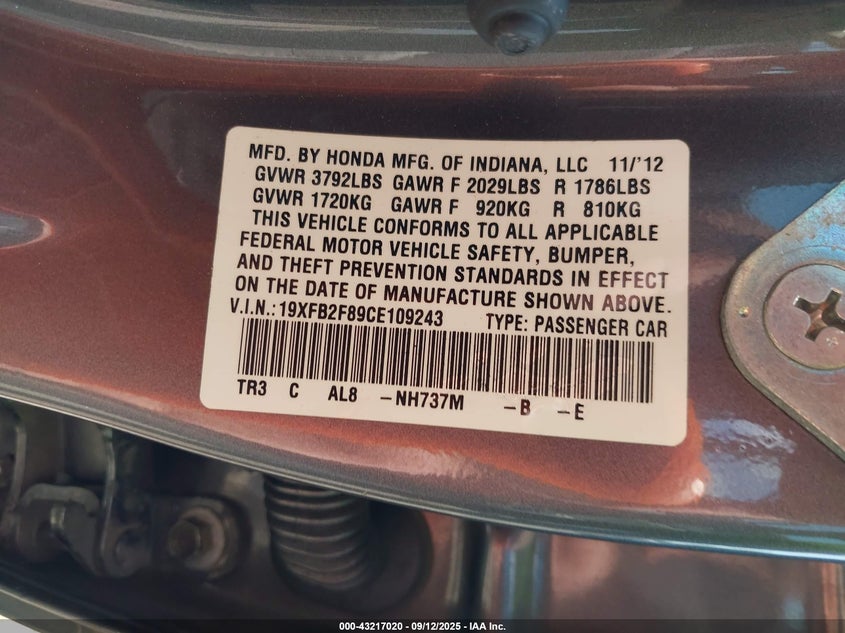 MFD. BY HONDA MFG. OF INDIANA, LLC 11/'12
GVWR 3792LBS GAWR F 2029LBS R 1786LBS
GVWR 1720KG GAWR F 920KG R 810KG
THIS VEHICLE CONFORMS TO ALL APPLICABLE
FEDERAL MOTOR VEHICLE SAFETY, BUMPER,
AND THEFT PREVENTION STANDARDS IN EFFECT
ON THE DATE OF MANUFACTURE SHOWN ABOVE.
V.I.N.:19XFB2F89CE109243 TYPE: PASSENGER CAR
TR3 C AL8 -NH737M -B -E
000-43217020 - 09/12/2025 - IAA Inc.